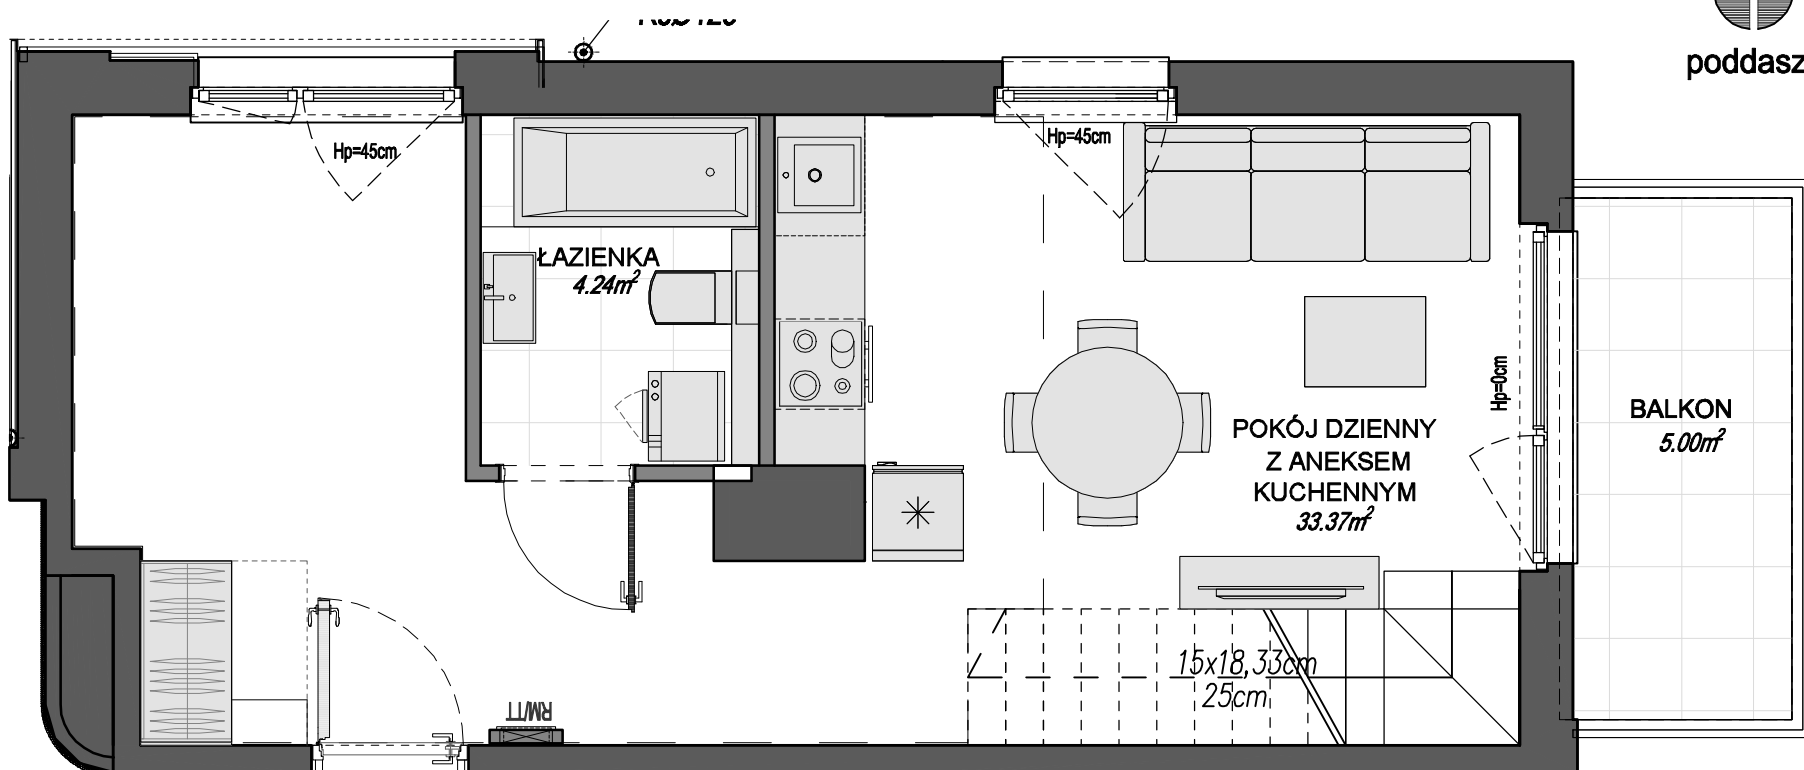 poddasz
Hp=45cm
Hp=45cm
ŁAZIENKA
4.24m²
Hp=0cm
POKÓJ DZIENNY
Z ANEKSEM
KUCHENNYM
33.37m²
BALKON
5.00m²
15x18,33cm
25cm
RM/TT